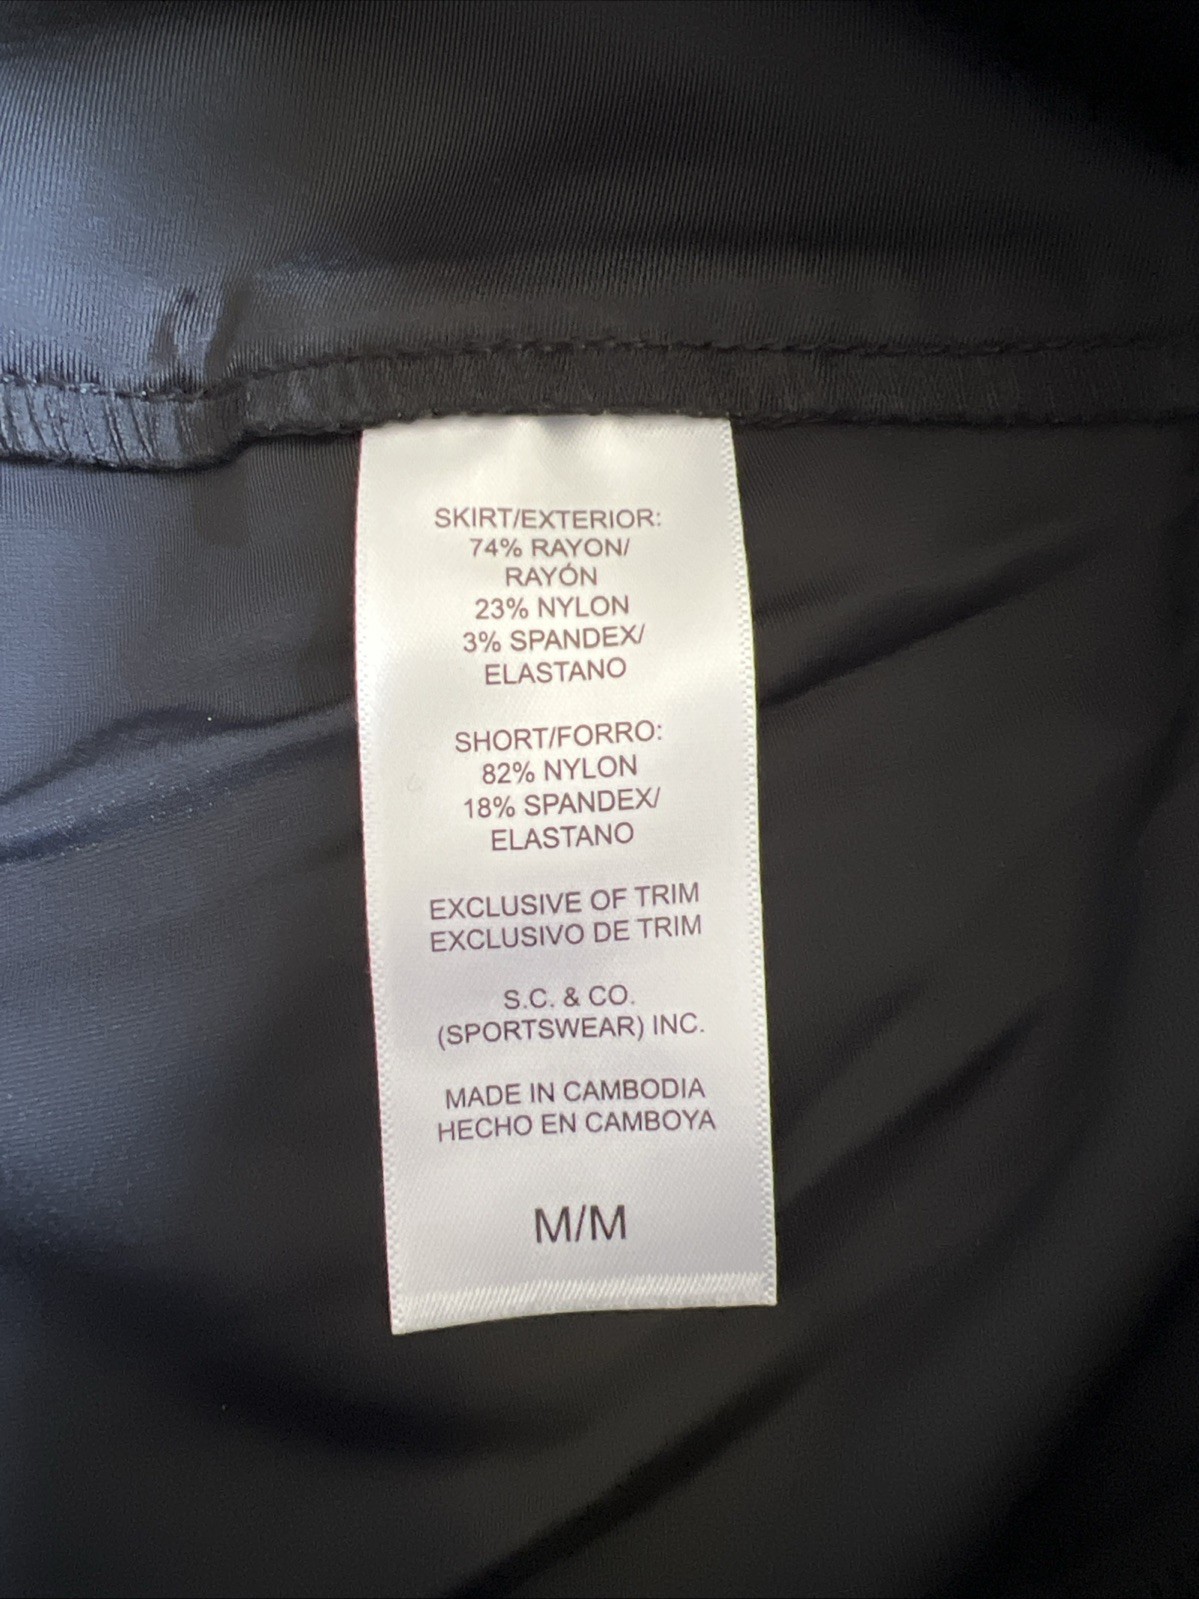 SKIRT/EXTERIOR:
74% RAYON/
RAYÓN
23% NYLON
3% SPANDEX/
ELASTANO
SHORT/FORRO:
82% NYLON
18% SPANDEX/
ELASTANO
EXCLUSIVE OF TRIM
EXCLUSIVO DE TRIM
S.C. & CO.
(SPORTSWEAR) INC.
MADE IN CAMBODIA
HECHO EN CAMBOYA
M/M